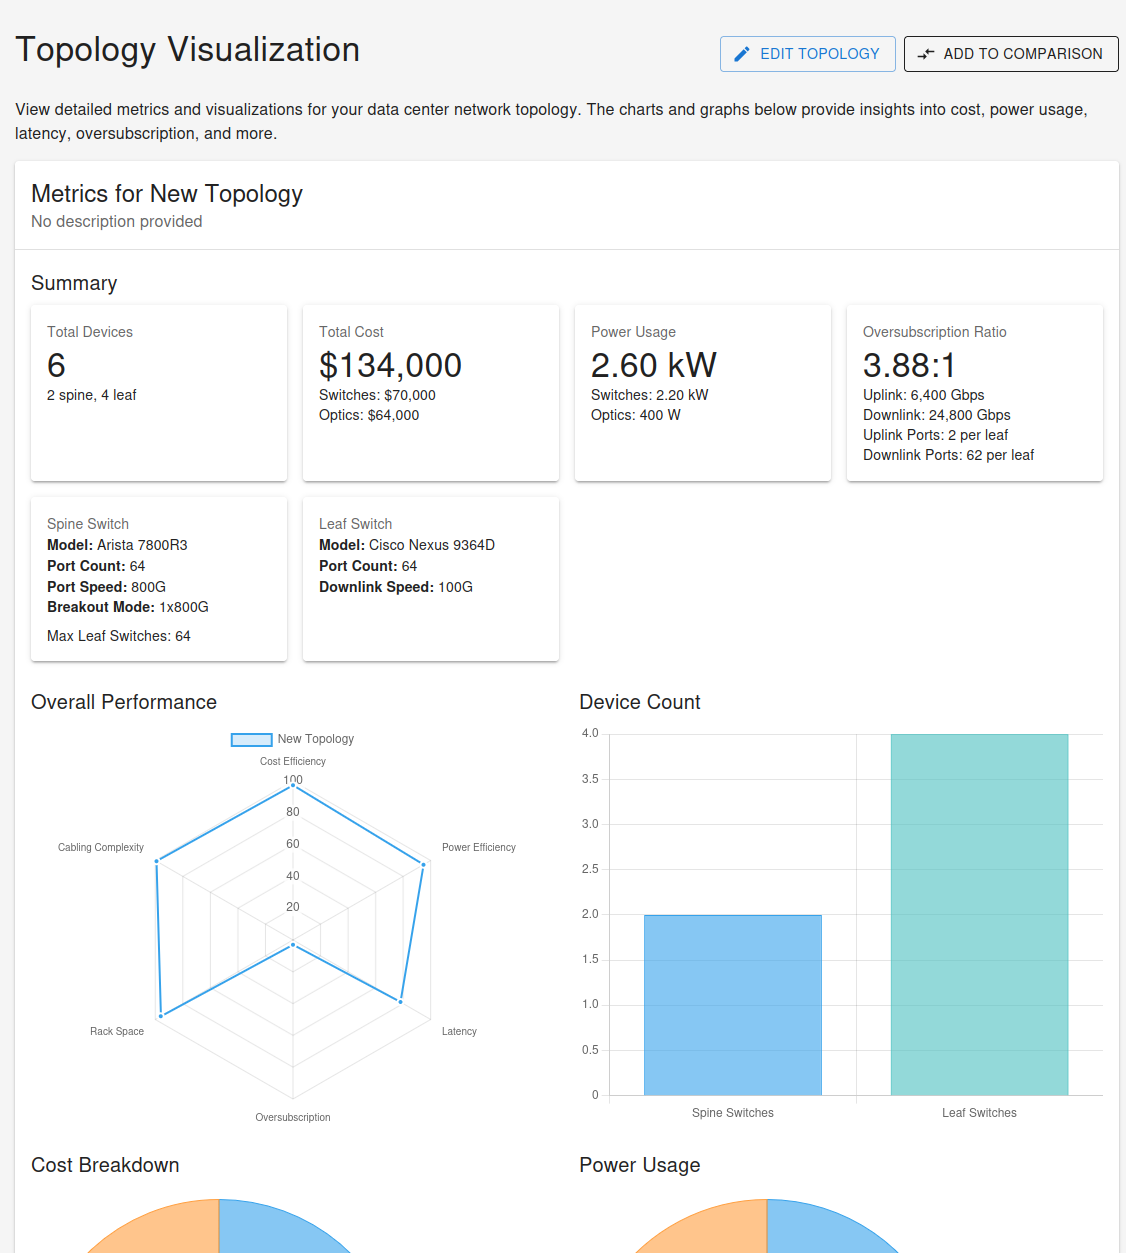 Topology Visualization
EDIT TOPOLOGY
ADD TO COMPARISON
View detailed metrics and visualizations for your data center network topology. The charts and graphs below provide insights into cost, power usage,
latency, oversubscription, and more.
Metrics for New Topology
No description provided
Summary
Total Devices
6
2 spine, 4 leaf
Total Cost
$134,000
Switches: $70,000
Optics: $64,000
Power Usage
2.60 kW
Switches: 2.20 kW
Optics: 400 W
Oversubscription Ratio
3.88:1
Uplink: 6,400 Gbps
Downlink: 24,800 Gbps
Uplink Ports: 2 per leaf
Downlink Ports: 62 per leaf
Spine Switch
Model: Arista 7800R3
Port Count: 64
Port Speed: 800G
Breakout Mode: 1x800G
Max Leaf Switches: 64
Leaf Switch
Model: Cisco Nexus 9364D
Port Count: 64
Downlink Speed: 100G
Overall Performance
New Topology
Cost Efficiency
100
80
60
40
20
Cabling Complexity
Power Efficiency
Rack Space
Latency
Oversubscription
Device Count
4.0
3.5
3.0
2.5
2.0
1.5
1.0
0.5
0
Spine Switches
Leaf Switches
Cost Breakdown
Power Usage